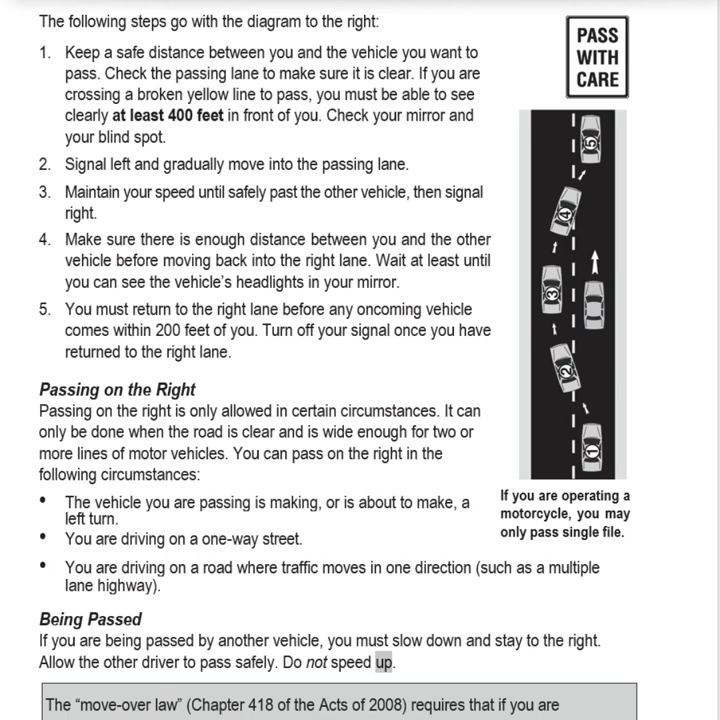 The following steps go with the diagram to the right:
1. Keep a safe distance between you and the vehicle you want to
pass. Check the passing lane to make sure it is clear. If you are
crossing a broken yellow line to pass, you must be able to see
clearly at least 400 feet in front of you. Check your mirror and
your blind spot.
2. Signal left and gradually move into the passing lane.
3. Maintain your speed until safely past the other vehicle, then signal
right.
4. Make sure there is enough distance between you and the other
vehicle before moving back into the right lane. Wait at least until
you can see the vehicle's headlights in your mirror.
5. You must return to the right lane before any oncoming vehicle
comes within 200 feet of you. Turn off your signal once you have
returned to the right lane.
PASS
WITH
CARE
5
4
3
2
1
If you are operating a
motorcycle, you may
only pass single file.
Passing on the Right
Passing on the right is only allowed in certain circumstances. It can
only be done when the road is clear and is wide enough for two or
more lines of motor vehicles. You can pass on the right in the
following circumstances:
• The vehicle you are passing is making, or is about to make, a
left turn.
• You are driving on a one-way street.
• You are driving on a road where traffic moves in one direction (such as a multiple
lane highway).
Being Passed
If you are being passed by another vehicle, you must slow down and stay to the right.
Allow the other driver to pass safely. Do not speed up.
The "move-over law" (Chapter 418 of the Acts of 2008) requires that if you are